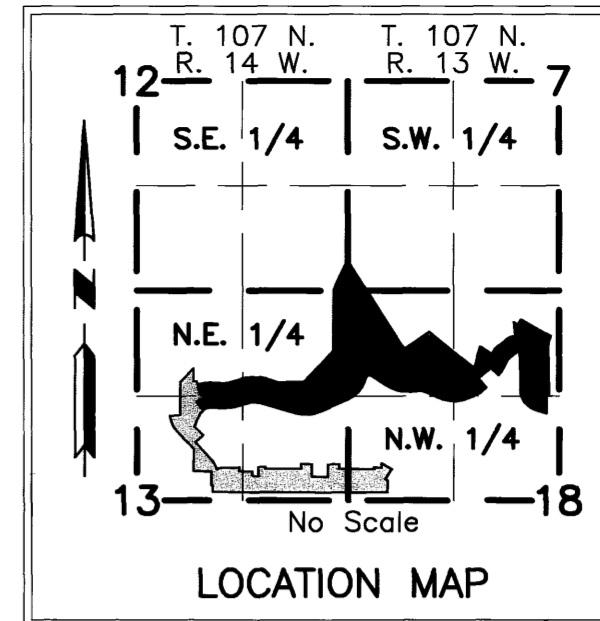 T. 107 N. T. 107 N.
R. 14 W. R. 13 W.
12 7
S.E. 1/4 S.W. 1/4
N
N.E. 1/4
N.W. 1/4
13 18
No Scale
LOCATION MAP